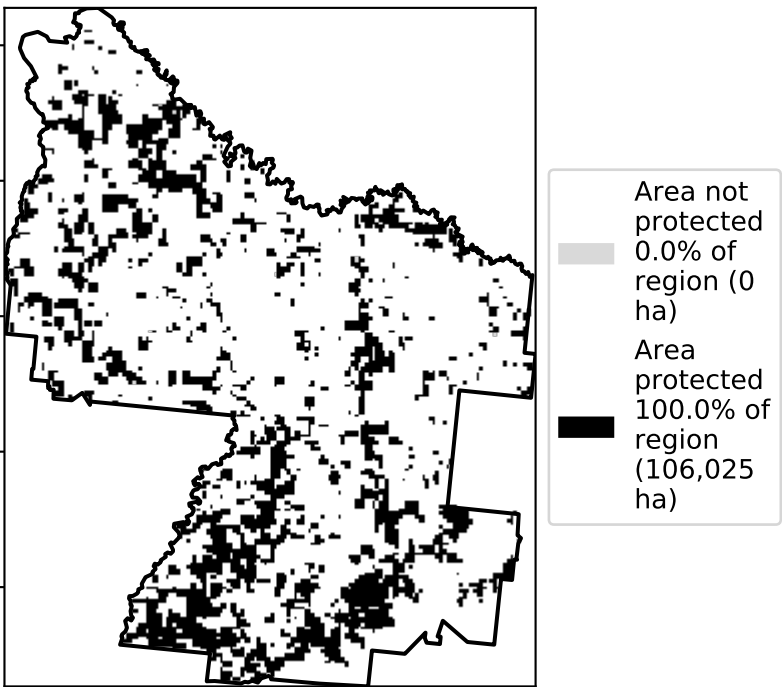 Area not
protected
0.0% of
region (0
ha)
Area
protected
100.0% of
region
(106,025
ha)